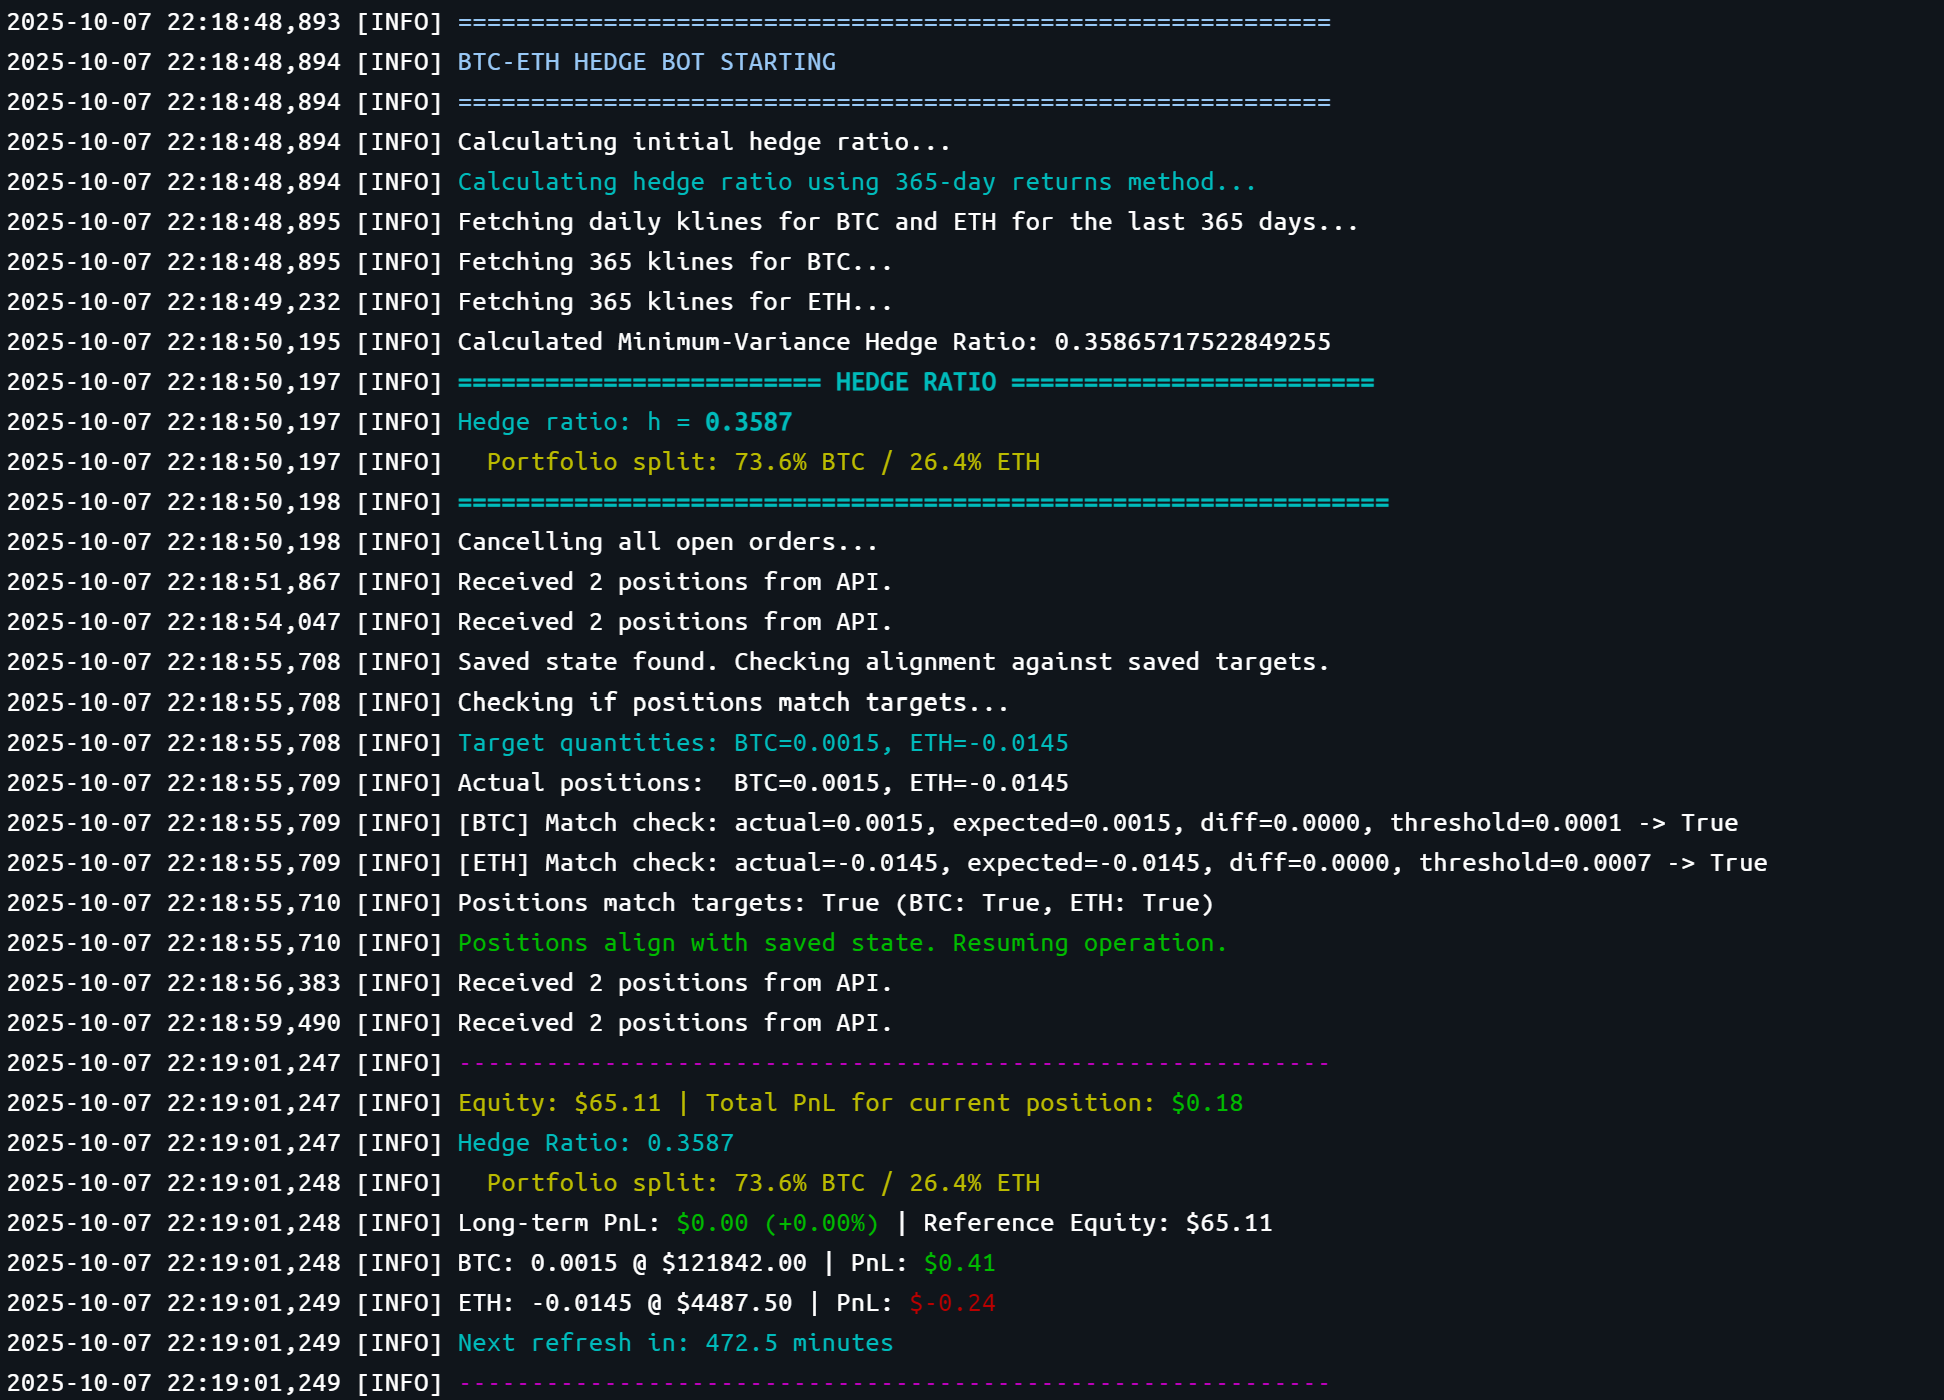 2025-10-07 22:18:48,893 [INFO] ============================================================
2025-10-07 22:18:48,894 [INFO] BTC-ETH HEDGE BOT STARTING
2025-10-07 22:18:48,894 [INFO] ============================================================
2025-10-07 22:18:48,894 [INFO] Calculating initial hedge ratio...
2025-10-07 22:18:48,894 [INFO] Calculating hedge ratio using 365-day returns method...
2025-10-07 22:18:48,895 [INFO] Fetching daily klines for BTC and ETH for the last 365 days...
2025-10-07 22:18:48,895 [INFO] Fetching 365 klines for BTC...
2025-10-07 22:18:49,232 [INFO] Fetching 365 klines for ETH...
2025-10-07 22:18:50,195 [INFO] Calculated Minimum-Variance Hedge Ratio: 0.35865717522849255
2025-10-07 22:18:50,197 [INFO] ========================= HEDGE RATIO =========================
2025-10-07 22:18:50,197 [INFO] Hedge ratio: h = 0.3587
2025-10-07 22:18:50,197 [INFO]   Portfolio split: 73.6% BTC / 26.4% ETH
2025-10-07 22:18:50,198 [INFO] ================================================================
2025-10-07 22:18:50,198 [INFO] Cancelling all open orders...
2025-10-07 22:18:51,867 [INFO] Received 2 positions from API.
2025-10-07 22:18:54,047 [INFO] Received 2 positions from API.
2025-10-07 22:18:55,708 [INFO] Saved state found. Checking alignment against saved targets.
2025-10-07 22:18:55,708 [INFO] Checking if positions match targets...
2025-10-07 22:18:55,708 [INFO] Target quantities: BTC=0.0015, ETH=-0.0145
2025-10-07 22:18:55,709 [INFO] Actual positions:  BTC=0.0015, ETH=-0.0145
2025-10-07 22:18:55,709 [INFO] [BTC] Match check: actual=0.0015, expected=0.0015, diff=0.0000, threshold=0.0001 -> True
2025-10-07 22:18:55,709 [INFO] [ETH] Match check: actual=-0.0145, expected=-0.0145, diff=0.0000, threshold=0.0007 -> True
2025-10-07 22:18:55,710 [INFO] Positions match targets: True (BTC: True, ETH: True)
2025-10-07 22:18:55,710 [INFO] Positions align with saved state. Resuming operation.
2025-10-07 22:18:56,383 [INFO] Received 2 positions from API.
2025-10-07 22:18:59,490 [INFO] Received 2 positions from API.
2025-10-07 22:19:01,247 [INFO] ------------------------------------------------------------
2025-10-07 22:19:01,247 [INFO] Equity: $65.11 | Total PnL for current position: $0.18
2025-10-07 22:19:01,247 [INFO] Hedge Ratio: 0.3587
2025-10-07 22:19:01,248 [INFO]   Portfolio split: 73.6% BTC / 26.4% ETH
2025-10-07 22:19:01,248 [INFO] Long-term PnL: $0.00 (+0.00%) | Reference Equity: $65.11
2025-10-07 22:19:01,248 [INFO] BTC: 0.0015 @ $121842.00 | PnL: $0.41
2025-10-07 22:19:01,249 [INFO] ETH: -0.0145 @ $4487.50 | PnL: $-0.24
2025-10-07 22:19:01,249 [INFO] Next refresh in: 472.5 minutes
2025-10-07 22:19:01,249 [INFO] ------------------------------------------------------------